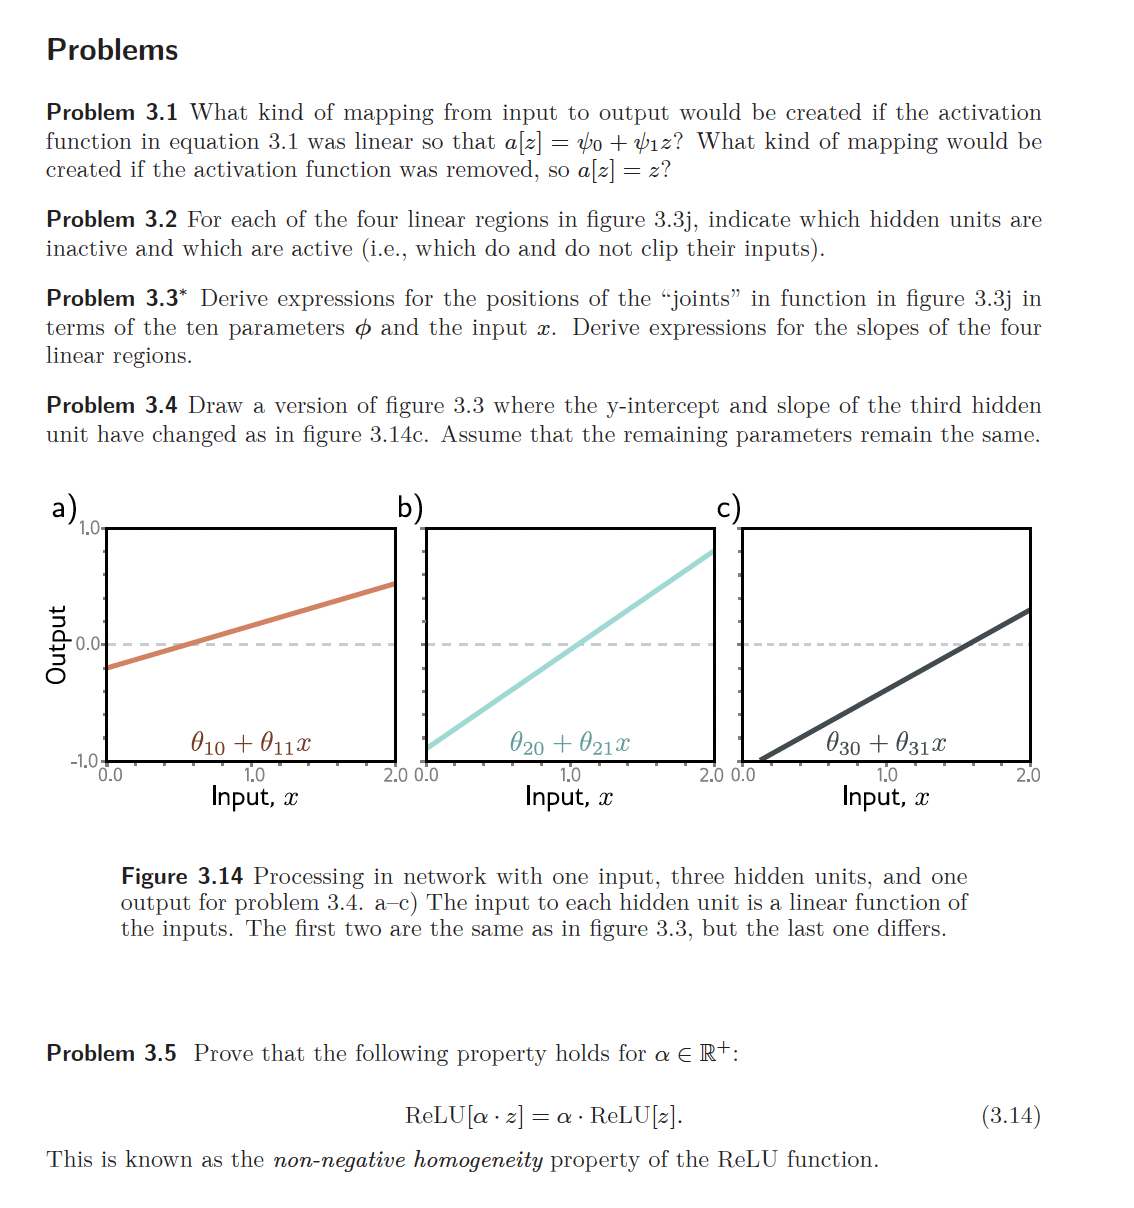 Problems
Problem 3.1 What kind of mapping from input to output would be created if the activation
function in equation 3.1 was linear so that a[z] = ψ₀ + ψ₁z? What kind of mapping would be
created if the activation function was removed, so a[z] = z?
Problem 3.2 For each of the four linear regions in figure 3.3j, indicate which hidden units are
inactive and which are active (i.e., which do and do not clip their inputs).
Problem 3.3* Derive expressions for the positions of the “joints” in function in figure 3.3j in
terms of the ten parameters ϕ and the input x. Derive expressions for the slopes of the four
linear regions.
Problem 3.4 Draw a version of figure 3.3 where the y-intercept and slope of the third hidden
unit have changed as in figure 3.14c. Assume that the remaining parameters remain the same.
a) b) c)
1.0
Output
0.0
θ₁₀ + θ₁₁x θ₂₀ + θ₂₁x θ₃₀ + θ₃₁x
-1.0
0.0 1.0 2.0 0.0 1.0 2.0 0.0 1.0 2.0
Input, x Input, x Input, x
Figure 3.14 Processing in network with one input, three hidden units, and one
output for problem 3.4. a–c) The input to each hidden unit is a linear function of
the inputs. The first two are the same as in figure 3.3, but the last one differs.
Problem 3.5 Prove that the following property holds for α ∈ ℝ⁺:
ReLU[α · z] = α · ReLU[z]. (3.14)
This is known as the non-negative homogeneity property of the ReLU function.